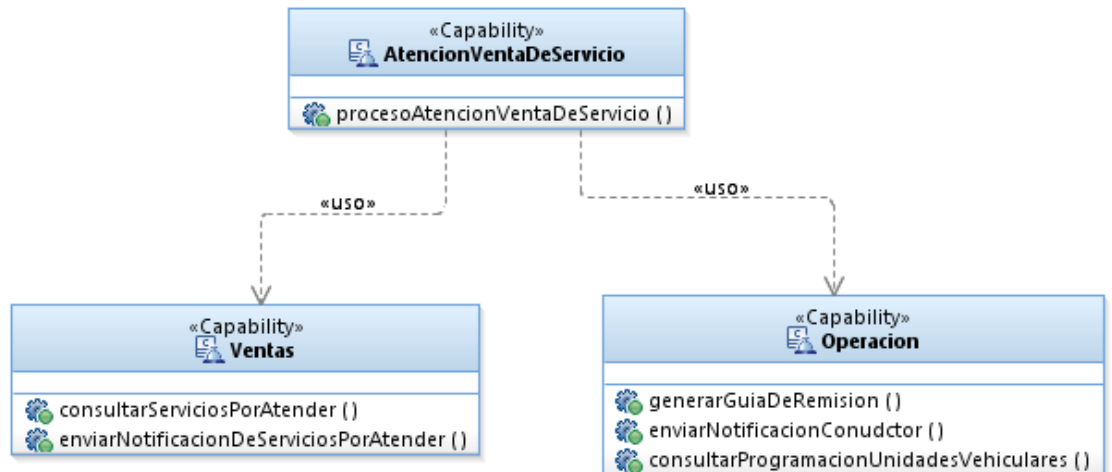 «Capability»
AtencionVentaDeServicio
procesoAtencionVentaDeServicio ()
«uso»
«uso»
«Capability»
Ventas
consultarServiciosPorAtender ()
enviarNotificacionDeServiciosPorAtender ()
«Capability»
Operacion
generarGuiaDeRemision ()
enviarNotificacionConudctor ()
consultarProgramacionUnidadesVehiculares ()